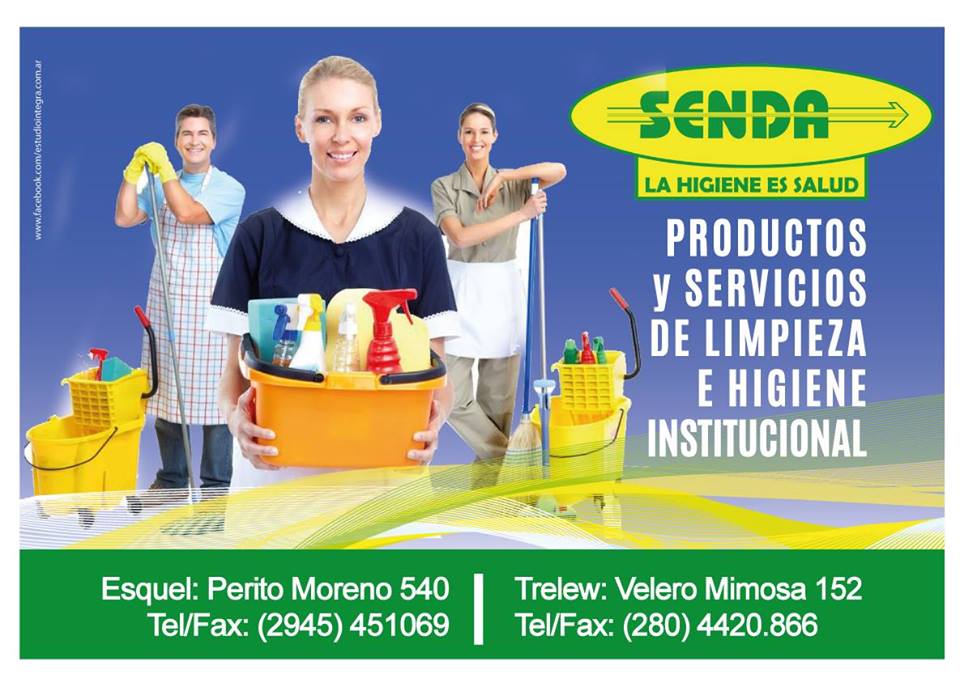 www.facebook.com/estudiointegra.com.ar
SENDA
LA HIGIENE ES SALUD
PRODUCTOS
y SERVICIOS
DE LIMPIEZA
E HIGIENE
INSTITUCIONAL
Esquel: Perito Moreno 540
Tel/Fax: (2945) 451069
Trelew: Velero Mimosa 152
Tel/Fax: (280) 4420.866